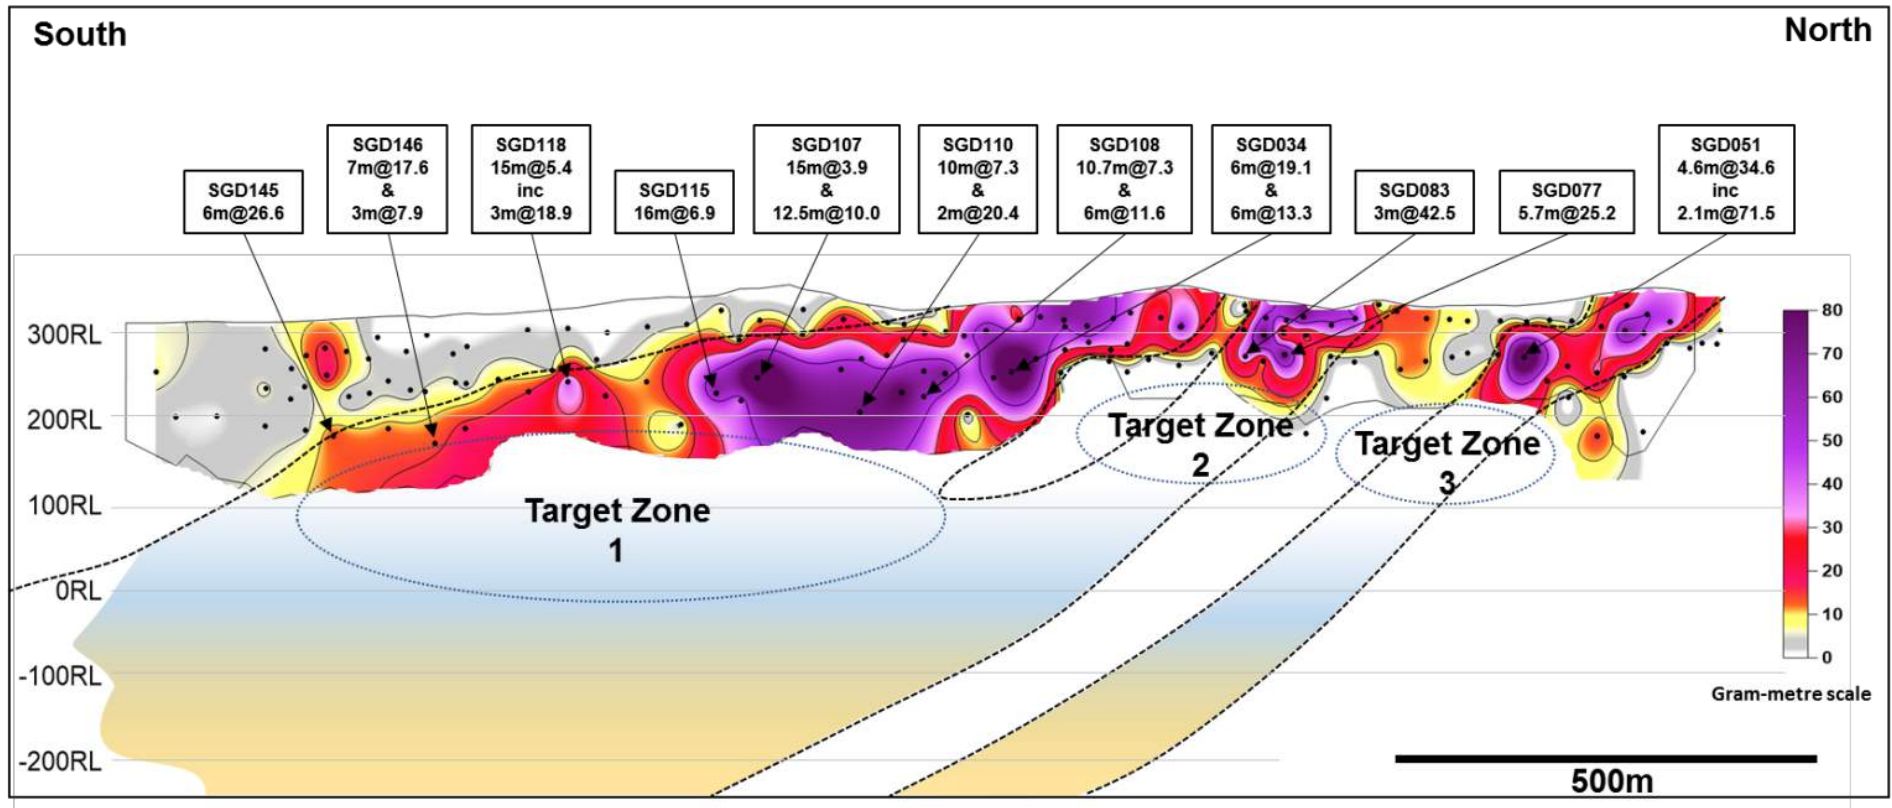 South
North
SGD145
6m@26.6
SGD146
7m@17.6
&
3m@7.9
SGD118
15m@5.4
inc
3m@18.9
SGD115
16m@6.9
SGD107
15m@3.9
&
12.5m@10.0
SGD110
10m@7.3
&
2m@20.4
SGD108
10.7m@7.3
&
6m@11.6
SGD034
6m@19.1
&
6m@13.3
SGD083
3m@42.5
SGD077
5.7m@25.2
SGD051
4.6m@34.6
inc
2.1m@71.5
300RL
200RL
100RL
0RL
-100RL
-200RL
Target Zone
1
Target Zone
2
Target Zone
3
80
70
60
50
40
30
20
10
0
Gram-metre scale
500m